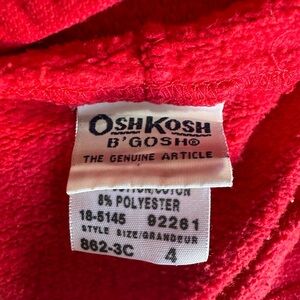 OSHKOSH
B'GOSH®
THE GENUINE ARTICLE
COTTON/COTON
8% POLYESTER
18-5145 92261
STYLE SIZE/GRANDEUR
862-3C 4